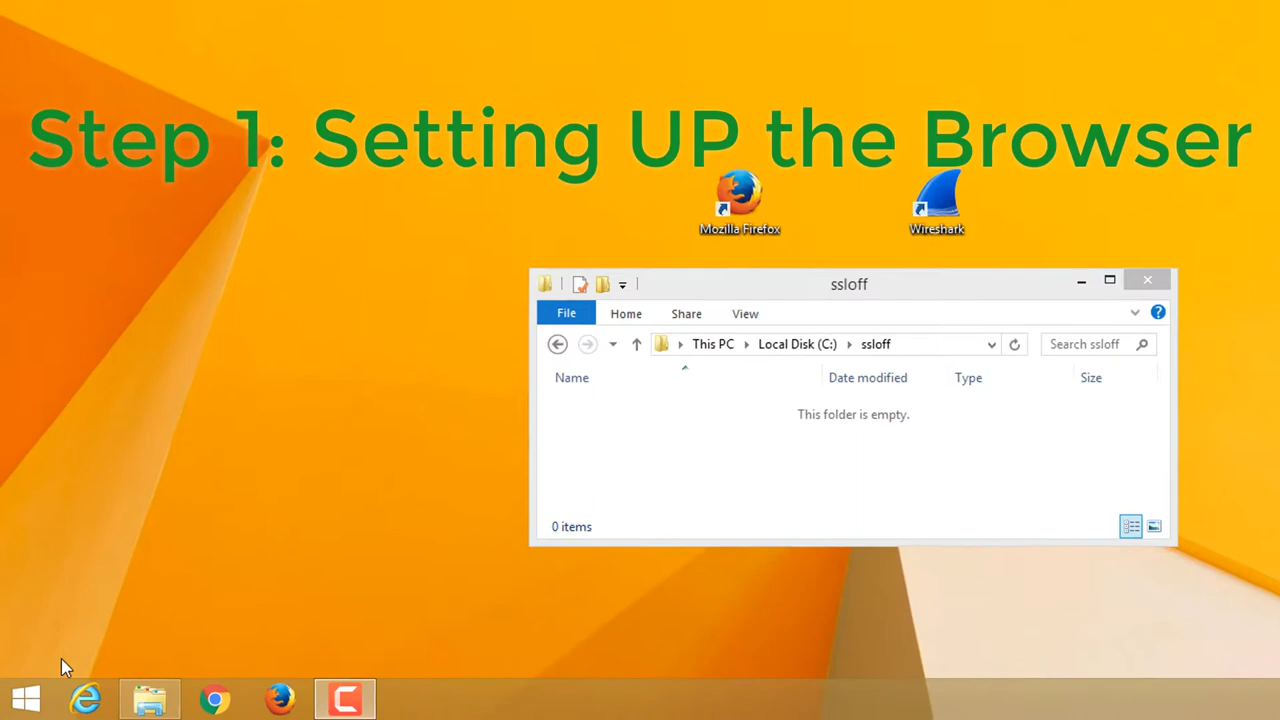 Step 1: Setting UP the Browser
Mozilla Firefox
Wireshark
ssloff
File Home Share View
This PC Local Disk (C:) ssloff Search ssloff
Name Date modified Type Size
This folder is empty.
0 items